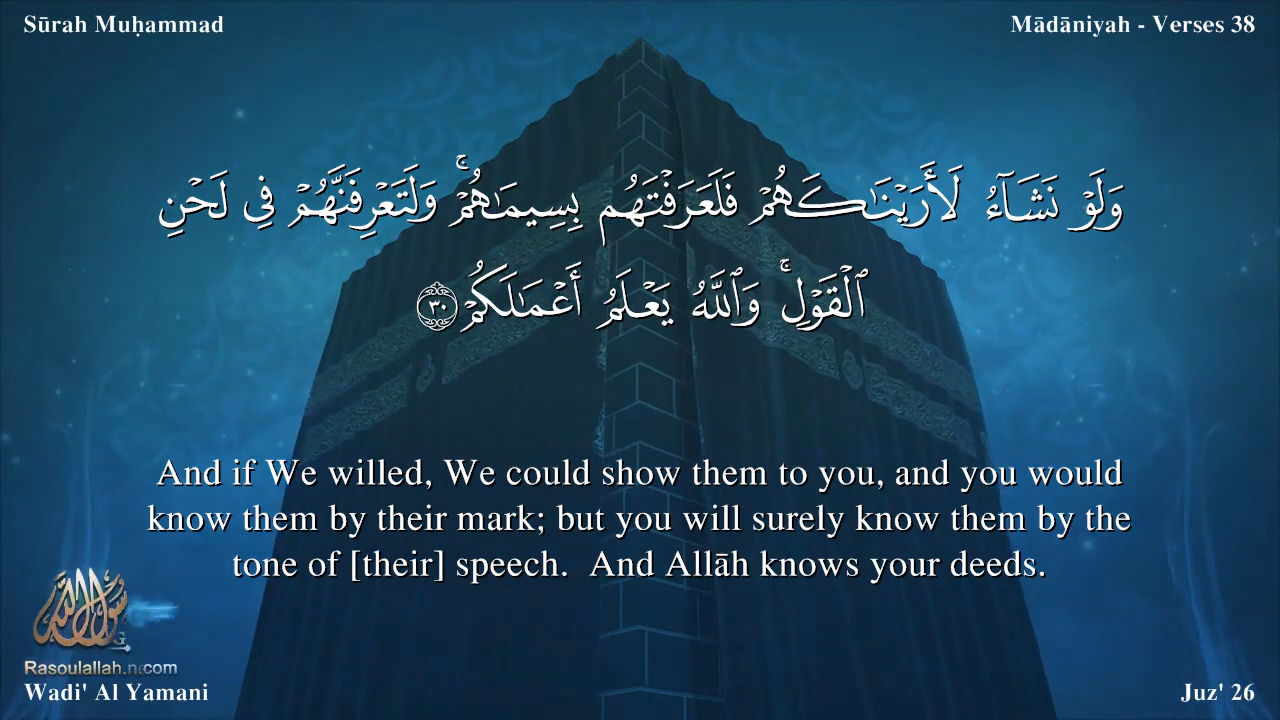 Sūrah Muḥammad
Mādāniyah - Verses 38
وَلَوْ نَشَآءُ لَأَرَيْنَـٰكَهُمْ فَلَعَرَفْتَهُم بِسِيمَـٰهُمْ ۚ وَلَتَعْرِفَنَّهُمْ فِى لَحْنِ
ٱلْقَوْلِ ۚ وَٱللَّهُ يَعْلَمُ أَعْمَـٰلَكُمْ ٣٠
And if We willed, We could show them to you, and you would
know them by their mark; but you will surely know them by the
tone of [their] speech.  And Allāh knows your deeds.
رسول الله
Rasoulallah.n
com
Wadi' Al Yamani
Juz' 26